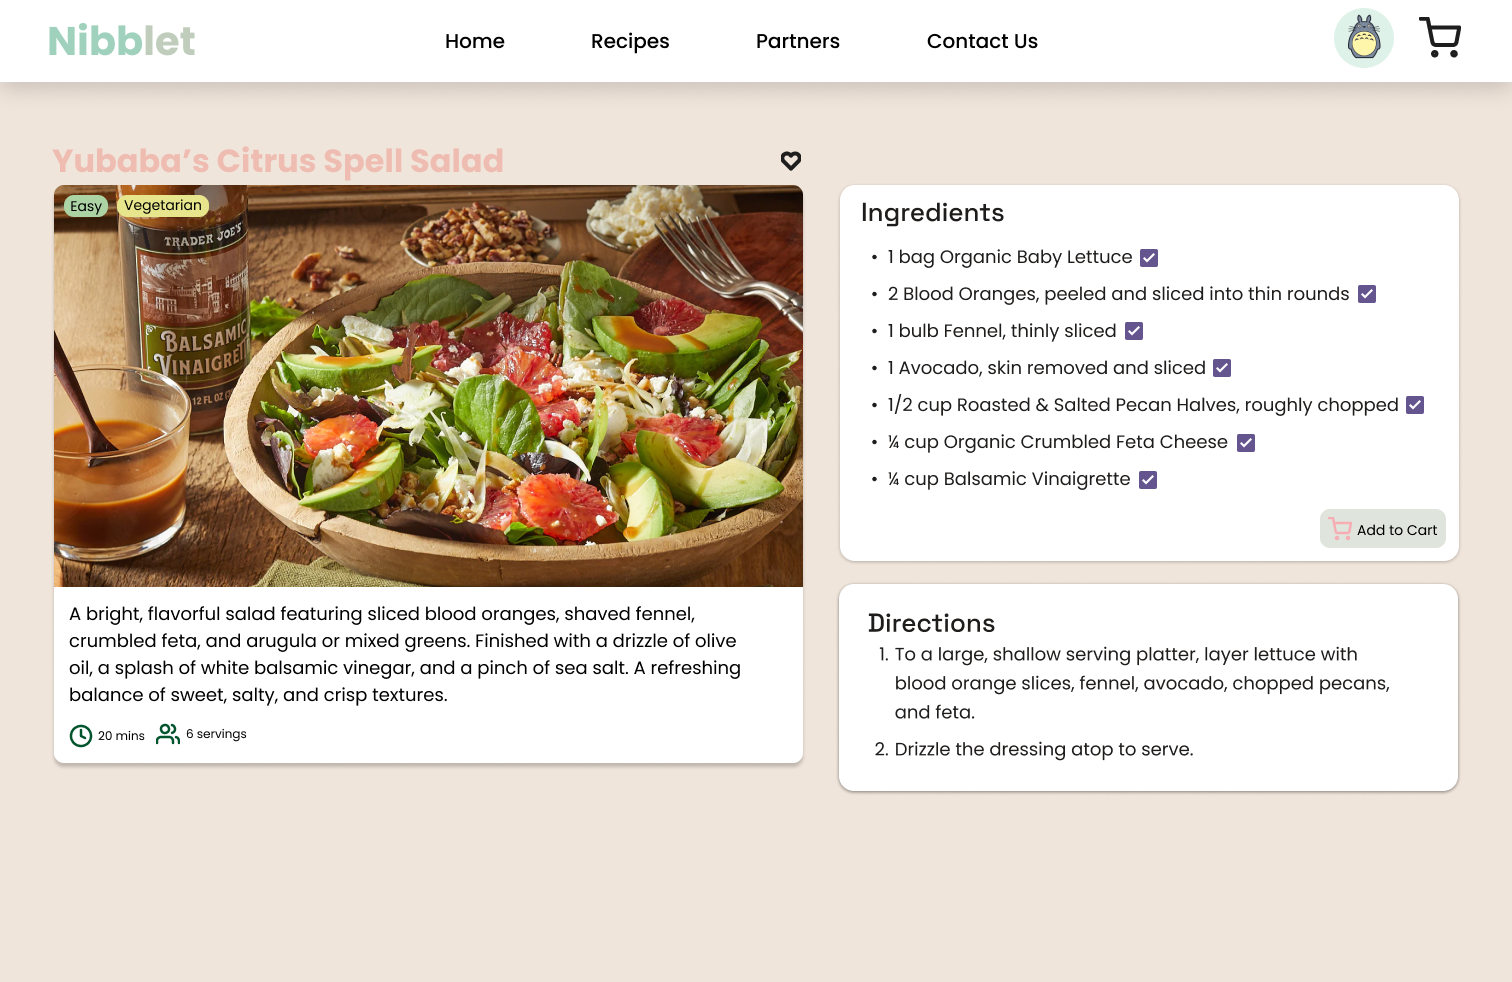 Nibblet
Home
Recipes
Partners
Contact Us
Yubaba’s Citrus Spell Salad
Easy
Vegetarian
TRADER JOE'S
BALSAMIC
VINAIGRET
12 FL OZ
A bright, flavorful salad featuring sliced blood oranges, shaved fennel,
crumbled feta, and arugula or mixed greens. Finished with a drizzle of olive
oil, a splash of white balsamic vinegar, and a pinch of sea salt. A refreshing
balance of sweet, salty, and crisp textures.
20 mins
6 servings
Ingredients
• 1 bag Organic Baby Lettuce
• 2 Blood Oranges, peeled and sliced into thin rounds
• 1 bulb Fennel, thinly sliced
• 1 Avocado, skin removed and sliced
• 1/2 cup Roasted & Salted Pecan Halves, roughly chopped
• ¼ cup Organic Crumbled Feta Cheese
• ¼ cup Balsamic Vinaigrette
Add to Cart
Directions
1. To a large, shallow serving platter, layer lettuce with
blood orange slices, fennel, avocado, chopped pecans,
and feta.
2. Drizzle the dressing atop to serve.